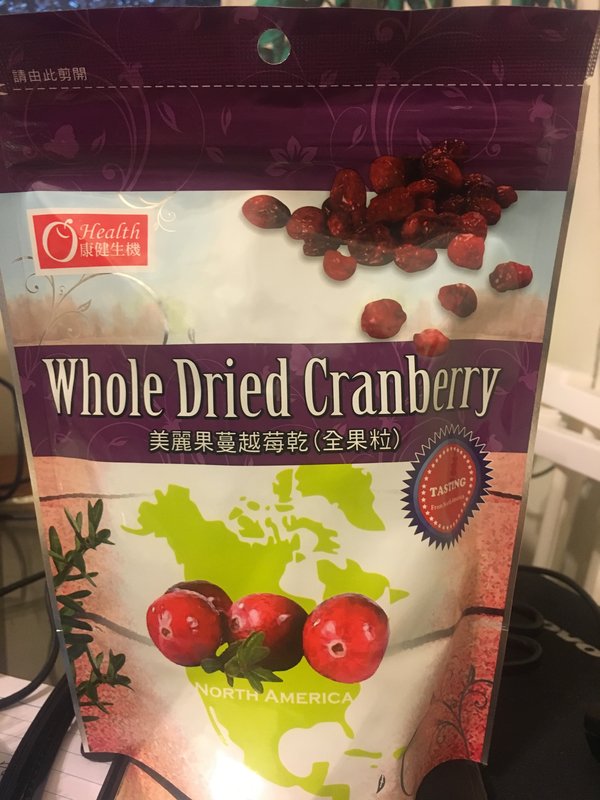 請由此剪開
Health
康健生機
Whole Dried Cranberry
美麗果蔓越莓乾(全果粒)
TASTING
NORTH AMERICA